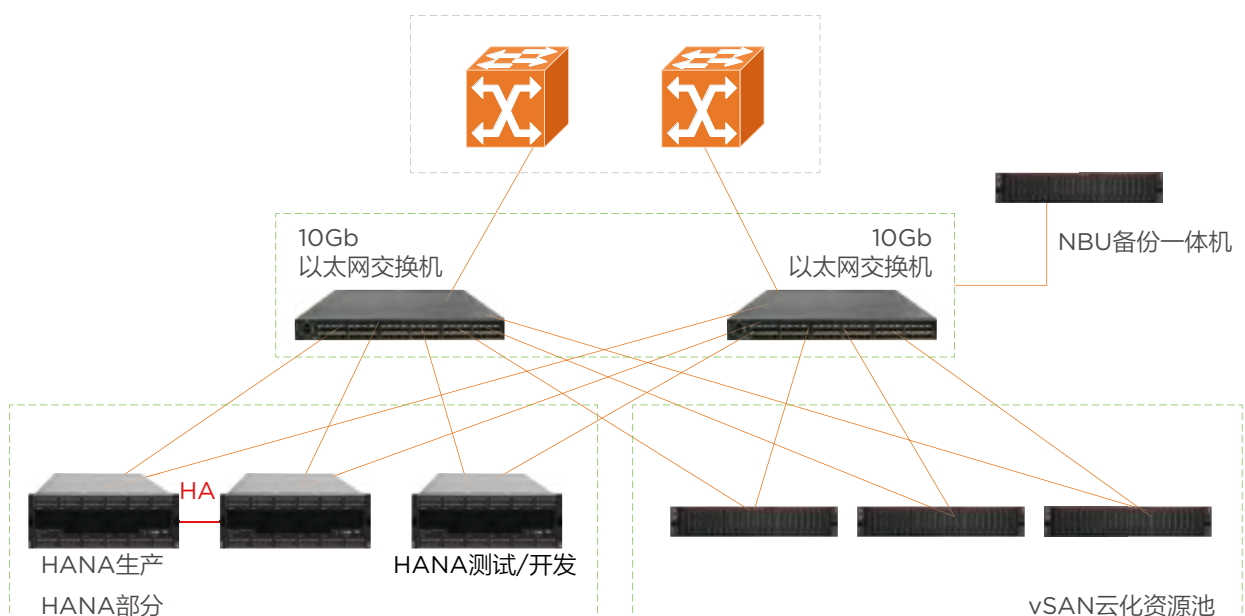 10Gb
以太网交换机
10Gb
以太网交换机
NBU备份一体机
HA
HANA生产
HANA测试/开发
HANA部分
vSAN云化资源池